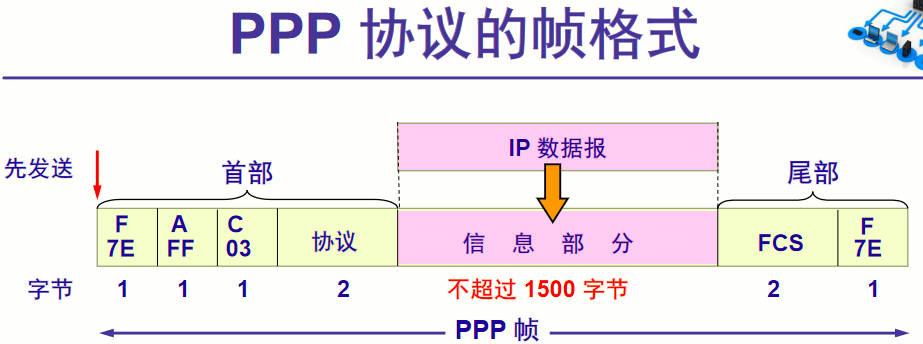 PPP 协议的帧格式
IP 数据报
先发送
首部
尾部
F A C F
7E FF 03 协议 信 息 部 分 FCS 7E
字节 1 1 1 2 不超过 1500 字节 2 1
PPP 帧